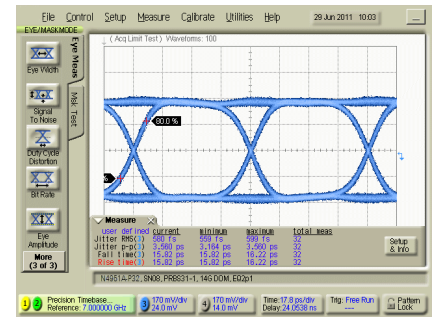 File Control Setup Measure Calibrate Utilities Help 29 Jun 2011 10:03
EYE/MASK MODE
( Acq Limit Test ) Waveforms: 100
Eye Meas
Msk Test
Eye Width
Signal
To Noise
Duty Cycle
Distortion
Bit Rate
Eye
Amplitude
More
(3 of 3)
80.0 %
%
Measure
user defined current minimum maximum total meas
Jitter RMS(3) 580 fs 559 fs 599 fs 32
Jitter p-p(3) 3.560 ps 3.164 ps 3.560 ps 32
Fall time(3) 15.82 ps 15.82 ps 16.22 ps 32
Rise time(3) 15.82 ps 15.82 ps 16.22 ps 32
Setup
& Info
N4951A-P32, SN08, PRBS31-1, 14G DOM, EQ2p1
1 2 Precision Timebase...
Reference: 7.000000 GHz
3 170 mV/div
24.0 mV
4 170 mV/div
14.0 mV
Time:17.8 ps/div
Delay:24.0536 ns
Trig: Free Run
---
Pattern
Lock